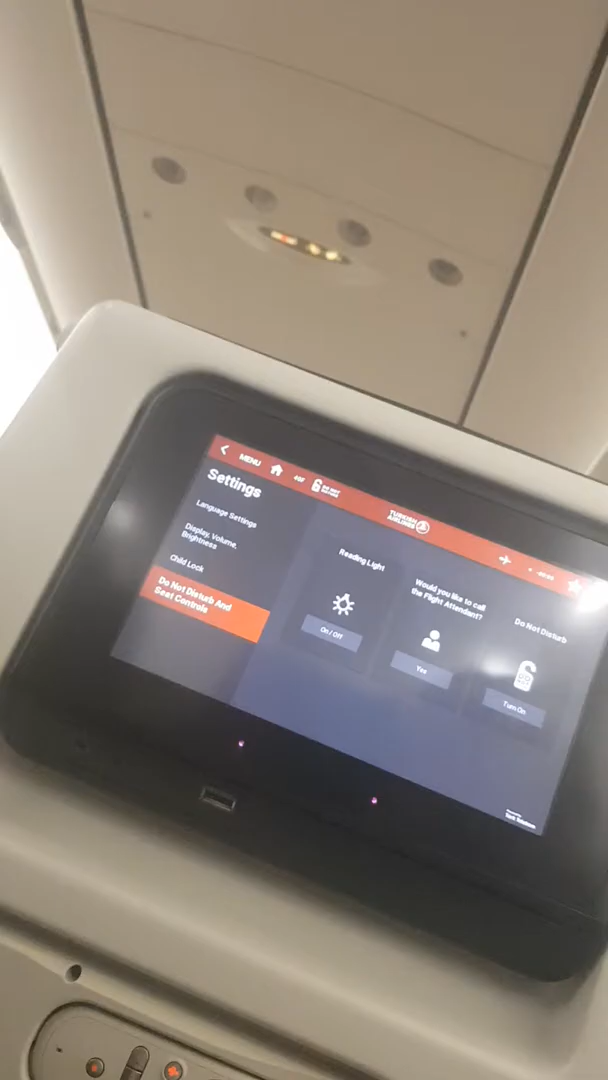 MENU
TURKISH
AIRLINES
Settings
Language Settings
Display, Volume,
Brightness
Child Lock
Do Not Disturb And
Seat Controls
Reading Light
On / Off
Would you like to call
the Flight Attendant?
Yes
Do Not Disturb
Turn On